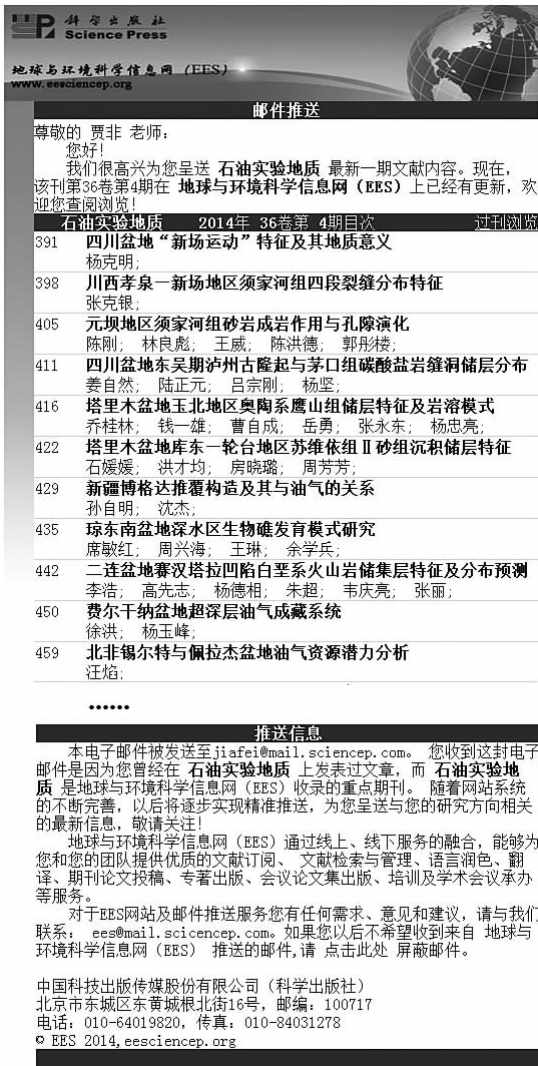 科学出版社
Science Press
地球与环境科学信息网 (EES)
www.eesciencep.org
邮件推送
尊敬的 贾非 老师:
您好!
我们很高兴为您呈送 石油实验地质 最新一期文献内容。现在,
该刊第36卷第4期在 地球与环境科学信息网 (EES) 上已经有更新, 欢
迎您查阅浏览!
石油实验地质 2014年 36卷第 4期目次 过刊浏览
391 四川盆地“新场运动”特征及其地质意义
杨克明;
398 川西孝泉—新场地区须家河组四段裂缝分布特征
张克银;
405 元坝地区须家河组砂岩成岩作用与孔隙演化
陈刚; 林良彪; 王威; 陈洪德; 郭彤楼;
411 四川盆地东吴期泸州古隆起与茅口组碳酸盐岩缝洞储层分布
姜自然; 陆正元; 吕宗刚; 杨坚;
416 塔里木盆地玉北地区奥陶系鹰山组储层特征及岩溶模式
乔桂林; 钱一雄; 曹自成; 岳勇; 张永东; 杨忠亮;
422 塔里木盆地库东—轮台地区苏维依组Ⅱ砂组沉积储层特征
石媛媛; 洪才均; 房晓璐; 周芳芳;
429 新疆博格达推覆构造及其与油气的关系
孙自明; 沈杰;
435 琼东南盆地深水区生物礁发育模式研究
席敏红; 周兴海; 王琳; 余学兵;
442 二连盆地赛汉塔拉凹陷白垩系火山岩储集层特征及分布预测
李浩; 高先志; 杨德相; 朱超; 韦庆亮; 张丽;
450 费尔干纳盆地超深层油气成藏系统
徐洪; 杨玉峰;
459 北非锡尔特与佩拉杰盆地油气资源潜力分析
汪焰;
......
推送信息
本电子邮件被发送至jiafei@mail.sciencep.com。 您收到这封电子
邮件是因为您曾经在 石油实验地质 上发表过文章, 而 石油实验地
质 是地球与环境科学信息网 (EES) 收录的重点期刊。 随着网站系统
的不断完善, 以后将逐步实现精准推送, 为您呈送与您的研究方向相关
的最新信息, 敬请关注!
地球与环境科学信息网 (EES) 通过线上、线下服务的融合, 能够为
您和您的团队提供优质的文献订阅、 文献检索与管理、语言润色、翻
译、期刊论文投稿、专著出版、会议论文集出版、培训及学术会议承办
等服务。
对于EES网站及邮件推送服务您有任何需求、意见和建议, 请与我们
联系: ees@mail.scicencep.com。如果您以后不希望收到来自 地球与
环境科学信息网 (EES) 推送的邮件,请 点击此处 屏蔽邮件。
中国科技出版传媒股份有限公司 (科学出版社)
北京市东城区东黄城根北街16号, 邮编: 100717
电话: 010-64019820, 传真: 010-84031278
© EES 2014,eesciencep.org